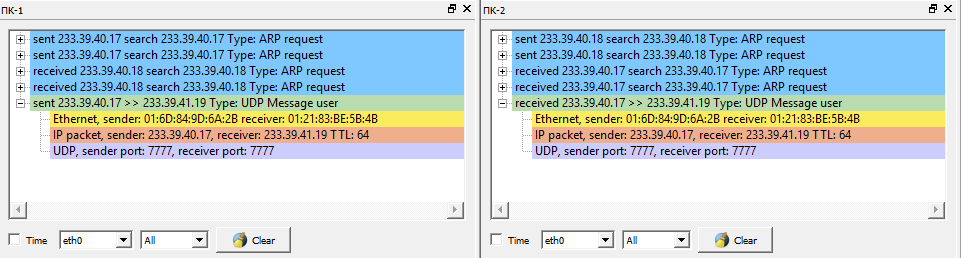 ПК-1
sent 233.39.40.17 search 233.39.40.17 Type: ARP request
sent 233.39.40.17 search 233.39.40.17 Type: ARP request
received 233.39.40.18 search 233.39.40.18 Type: ARP request
received 233.39.40.18 search 233.39.40.18 Type: ARP request
sent 233.39.40.17 >> 233.39.41.19 Type: UDP Message user
Ethernet, sender: 01:6D:84:9D:6A:2B receiver: 01:21:83:BE:5B:4B
IP packet, sender: 233.39.40.17, receiver: 233.39.41.19 TTL: 64
UDP, sender port: 7777, receiver port: 7777
Time
eth0
All
Clear
ПК-2
sent 233.39.40.18 search 233.39.40.18 Type: ARP request
sent 233.39.40.18 search 233.39.40.18 Type: ARP request
received 233.39.40.17 search 233.39.40.17 Type: ARP request
received 233.39.40.17 search 233.39.40.17 Type: ARP request
received 233.39.40.17 >> 233.39.41.19 Type: UDP Message user
Ethernet, sender: 01:6D:84:9D:6A:2B receiver: 01:21:83:BE:5B:4B
IP packet, sender: 233.39.40.17, receiver: 233.39.41.19 TTL: 64
UDP, sender port: 7777, receiver port: 7777
Time
eth0
All
Clear